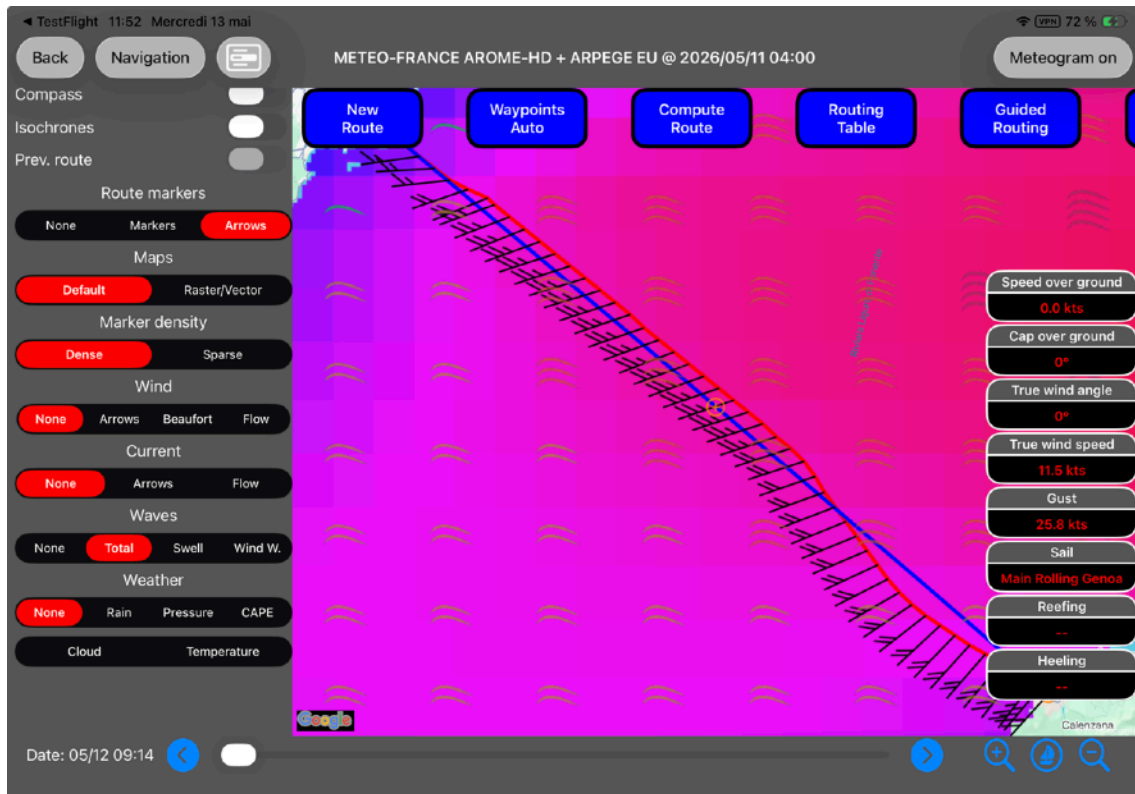 ◀ TestFlight 11:52 Mercredi 13 mai
VPN 72 %
Back
Navigation
METEO-FRANCE AROME-HD + ARPEGE EU @ 2026/05/11 04:00
Meteogram on
Compass
Isochrones
Prev. route
Route markers
None Markers Arrows
Maps
Default Raster/Vector
Marker density
Dense Sparse
Wind
None Arrows Beaufort Flow
Current
None Arrows Flow
Waves
None Total Swell Wind W.
Weather
None Rain Pressure CAPE
Cloud Temperature
New
Route
Waypoints
Auto
Compute
Route
Routing
Table
Guided
Routing
Speed over ground
0.0 kts
Cap over ground
0°
True wind angle
0°
True wind speed
11.5 kts
Gust
25.8 kts
Sail
Main Rolling Genoa
Reefing
--
Heeling
--
Google
Calenzana
Date: 05/12 09:14